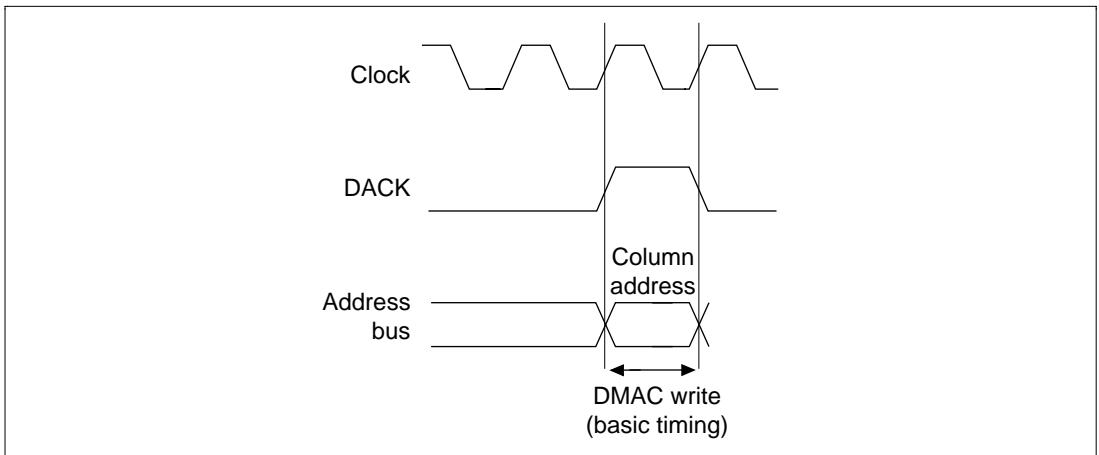 Clock
DACK
Column
address
Address
bus
DMAC write
(basic timing)